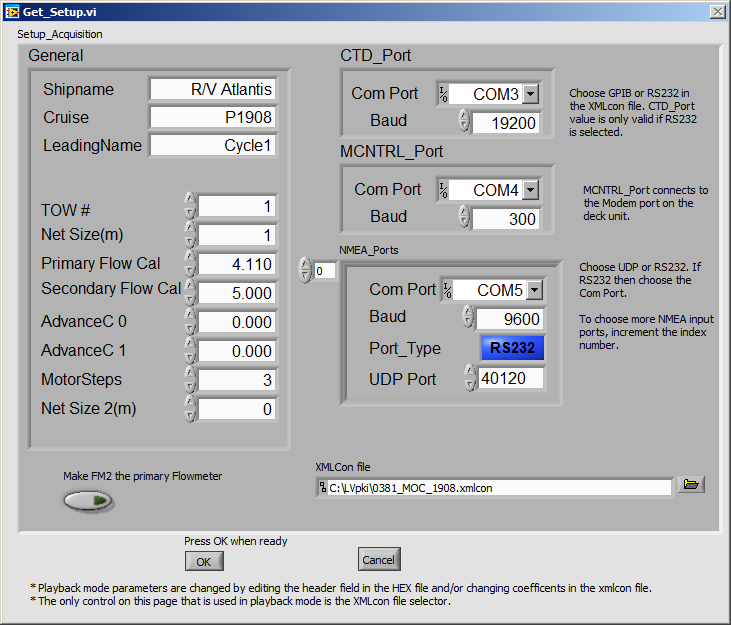 Get_Setup.vi
Setup_Acquisition
General
Shipname R/V Atlantis
Cruise P1908
LeadingName Cycle1
TOW # 1
Net Size(m) 1
Primary Flow Cal 4.110
Secondary Flow Cal 5.000
AdvanceC 0 0.000
AdvanceC 1 0.000
MotorSteps 3
Net Size 2(m) 0
Make FM2 the primary Flowmeter
CTD_Port
Com Port COM3
Baud 19200
Choose GPIB or RS232 in
the XMLcon file. CTD_Port
value is only valid if RS232
is selected.
MCNTRL_Port
Com Port COM4
Baud 300
MCNTRL_Port connects to
the Modem port on the
deck unit.
NMEA_Ports
0
Com Port COM5
Baud 9600
Port_Type RS232
UDP Port 40120
Choose UDP or RS232. If
RS232 then choose the
Com Port.
To choose more NMEA input
ports, increment the index
number.
XMLCon file
C:\LVpki\0381_MOC_1908.xmlcon
Press OK when ready
OK
Cancel
* Playback mode parameters are changed by editing the header field in the HEX file and/or changing coefficents in the xmlcon file.
* The only control on this page that is used in playback mode is the XMLcon file selector.